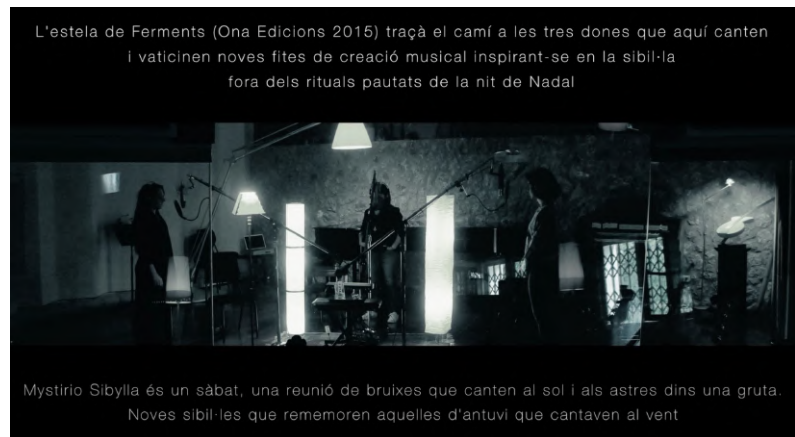 L'estela de Ferments (Ona Edicions 2015) traçà el camí a les tres dones que aquí canten
i vaticinen noves fites de creació musical inspirant-se en la sibil·la
fora dels rituals pautats de la nit de Nadal
Mystirio Sibylla és un sàbat, una reunió de bruixes que canten al sol i als astres dins una gruta.
Noves sibil·les que rememoren aquelles d'antuvi que cantaven al vent